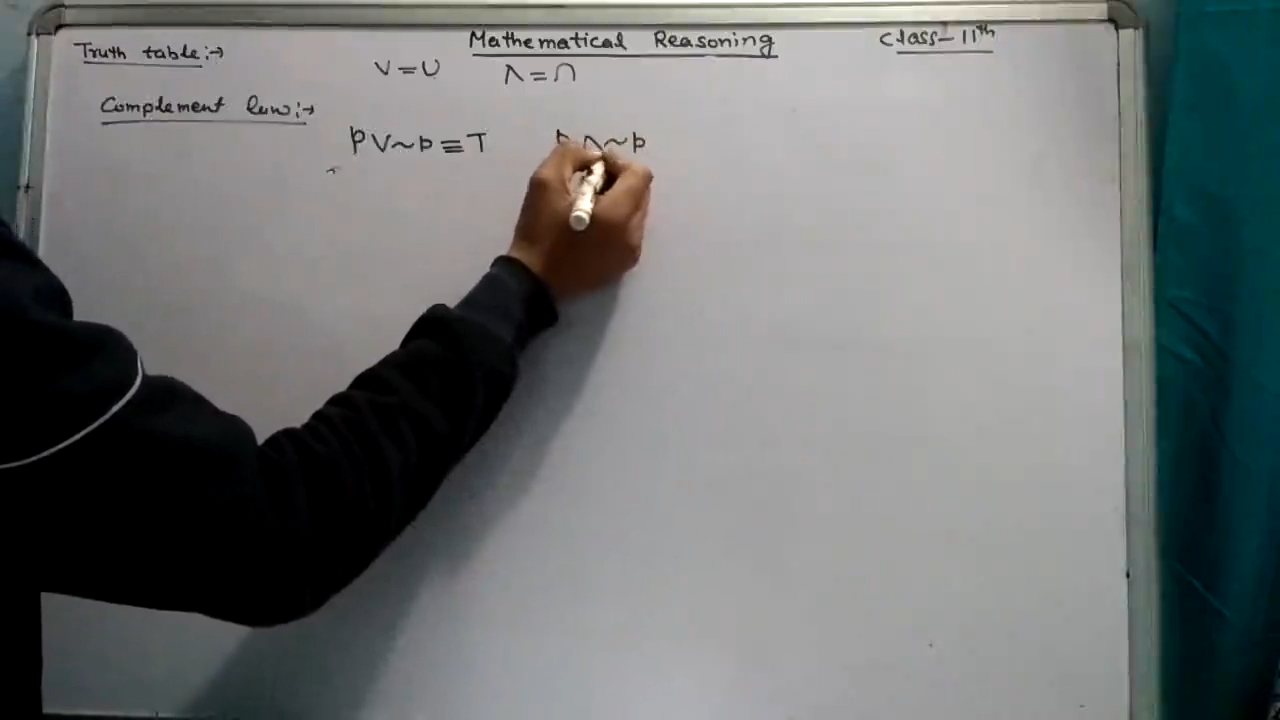 Truth table:→ Mathematical Reasoning Class-11th
∨=∪ ∧=∩
Complement law:→
p∨~p≡T p∧~p